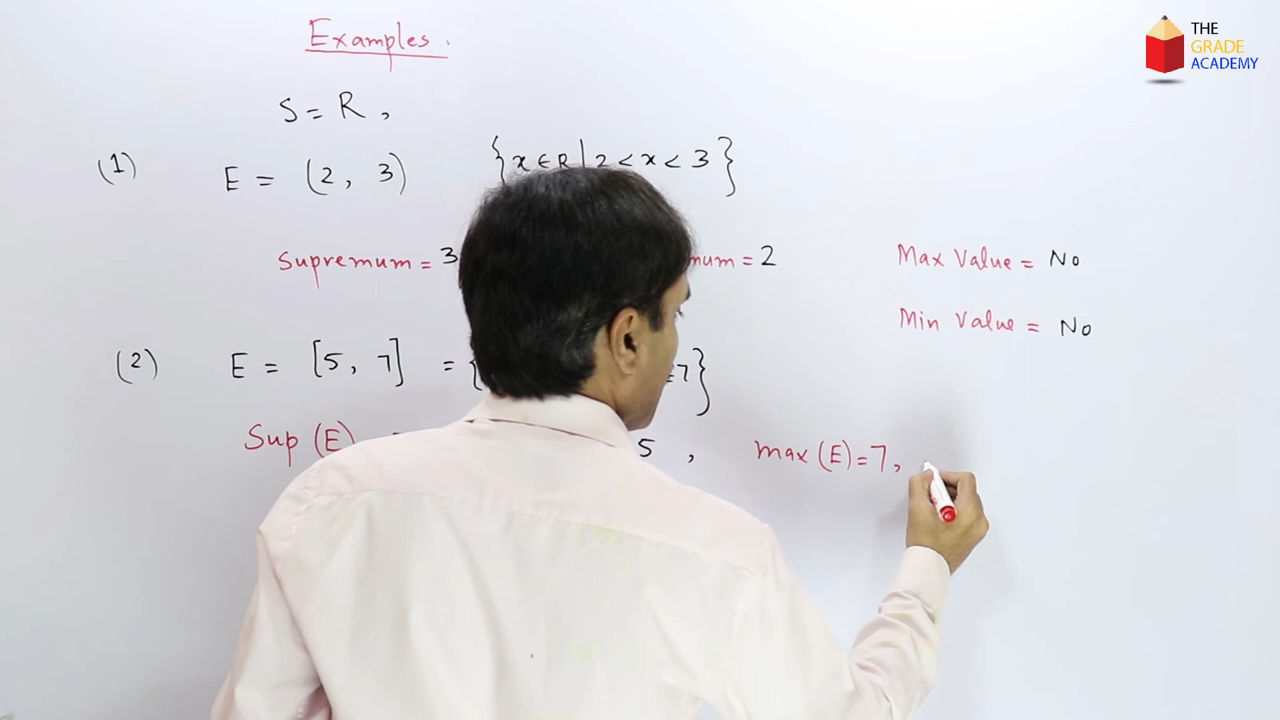 Examples.
THE
GRADE
ACADEMY
S = R ,
(1) E = (2, 3) {x ∈ R | 2 < x < 3}
Supremum = 3 = 2 Max Value = No
Min Value = No
(2) E = [5, 7] = { 7}
Sup (E) 5 , max (E) = 7,